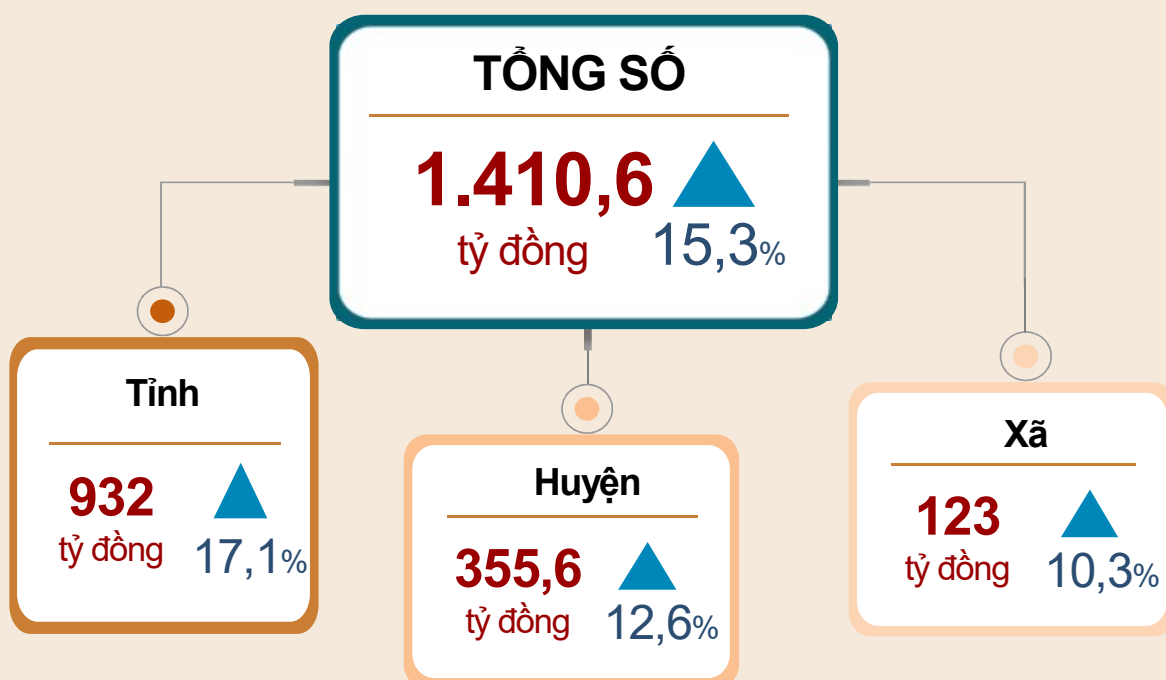 TỔNG SỐ
1.410,6
tỷ đồng
15,3%
Tỉnh
932
tỷ đồng
17,1%
Huyện
355,6
tỷ đồng
12,6%
Xã
123
tỷ đồng
10,3%